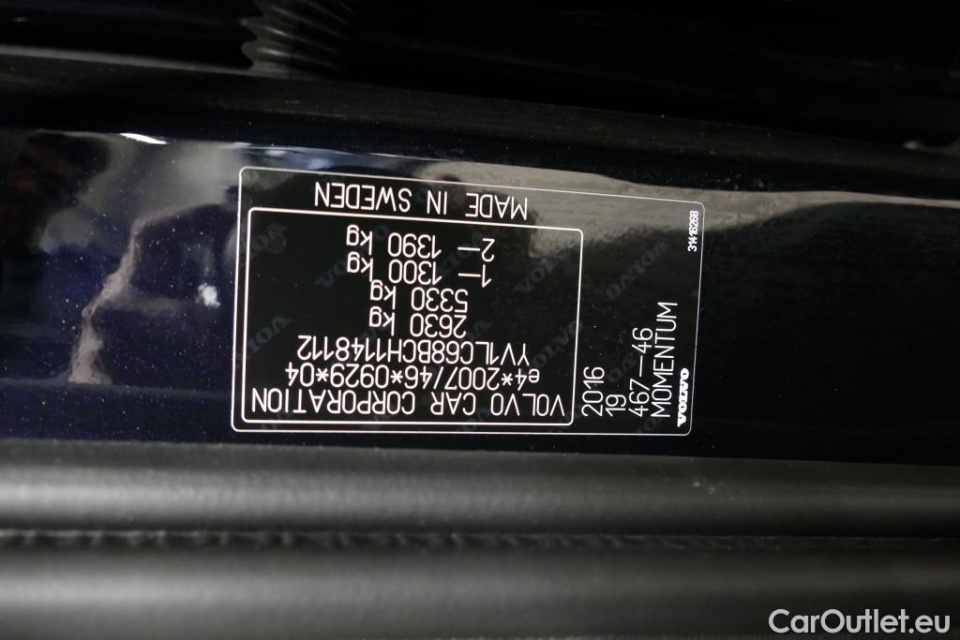 VOLVO CAR CORPORATION
e4*2007/46*0929*04
YV1LC68BCH1148112
2630 kg
5330 kg
1— 1300 kg
2— 1390 kg
MADE IN SWEDEN
2016
19
467—46
MOMENTUM
VOLVO
31416268
CarOutlet.eu